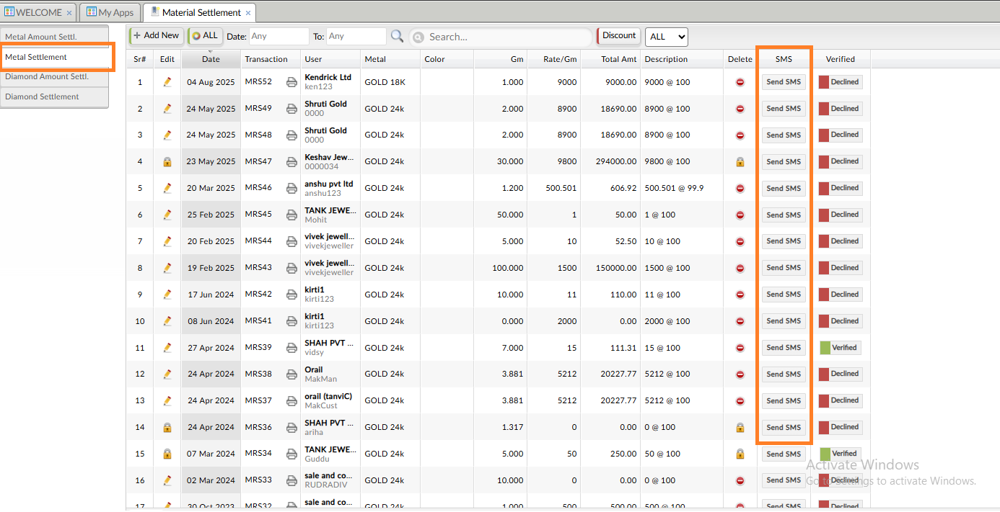 WELCOME × My Apps Material Settlement ×
Metal Amount Settl.
Metal Settlement
Diamond Amount Settl.
Diamond Settlement
+ Add New ALL Date: Any To: Any Search... Discount ALL
Sr# Edit Date Transaction User Metal Color Gm Rate/Gm Total Amt Description Delete SMS Verified
1 04 Aug 2025 MRS52 Kendrick Ltd GOLD 18K 1.000 9000 9000.00 9000 @ 100 Send SMS Declined
ken123
2 24 May 2025 MRS49 Shruti Gold GOLD 24k 2.000 8900 18690.00 8900 @ 100 Send SMS Declined
0000
3 24 May 2025 MRS48 Shruti Gold GOLD 24k 2.000 8900 18690.00 8900 @ 100 Send SMS Declined
0000
4 23 May 2025 MRS47 Keshav Jew... GOLD 24k 30.000 9800 294000.00 9800 @ 100 Send SMS Declined
0000034
5 20 Mar 2025 MRS46 anshu pvt ltd GOLD 24k 1.200 500.501 606.92 500.501 @ 99.9 Send SMS Declined
anshu123
6 25 Feb 2025 MRS45 TANK JEWE... GOLD 24k 50.000 1 50.00 1 @ 100 Send SMS Declined
Mohit
7 20 Feb 2025 MRS44 vivek jewell... GOLD 24k 5.000 10 52.50 10 @ 100 Send SMS Declined
vivekjeweller
8 19 Feb 2025 MRS43 vivek jewell... GOLD 24k 100.000 1500 150000.00 1500 @ 100 Send SMS Declined
vivekjeweller
9 17 Jun 2024 MRS42 kirti1 GOLD 24k 10.000 11 110.00 11 @ 100 Send SMS Declined
kirti123
10 08 Jun 2024 MRS41 kirti1 GOLD 24k 0.000 2000 0.00 2000 @ 100 Send SMS Declined
kirti123
11 27 Apr 2024 MRS39 SHAH PVT ... GOLD 24k 7.000 15 111.31 15 @ 100 Send SMS Verified
vidsy
12 24 Apr 2024 MRS38 Orail GOLD 24k 3.881 5212 20227.77 5212 @ 100 Send SMS Declined
MakMan
13 24 Apr 2024 MRS37 orail (tanviC) GOLD 24k 3.881 5212 20227.77 5212 @ 100 Send SMS Declined
MakCust
14 24 Apr 2024 MRS36 SHAH PVT ... GOLD 24k 1.317 0 0.00 0 @ 100 Send SMS Declined
ariha
15 07 Mar 2024 MRS34 TANK JEWE... GOLD 24k 5.000 50 250.00 50 @ 100 Send SMS Verified
Guddu
Activate Windows
16 02 Mar 2024 MRS33 sale and co... GOLD 24k 10.000 0 0.00 0 @ 100 Send SMS Declined
RUDRADIV
Go to Settings to activate Windows.
17 30 Oct 2023 MRS32 sale and co... GOLD 24k 1.000 500 500.00 500 @ 100 Send SMS Declined